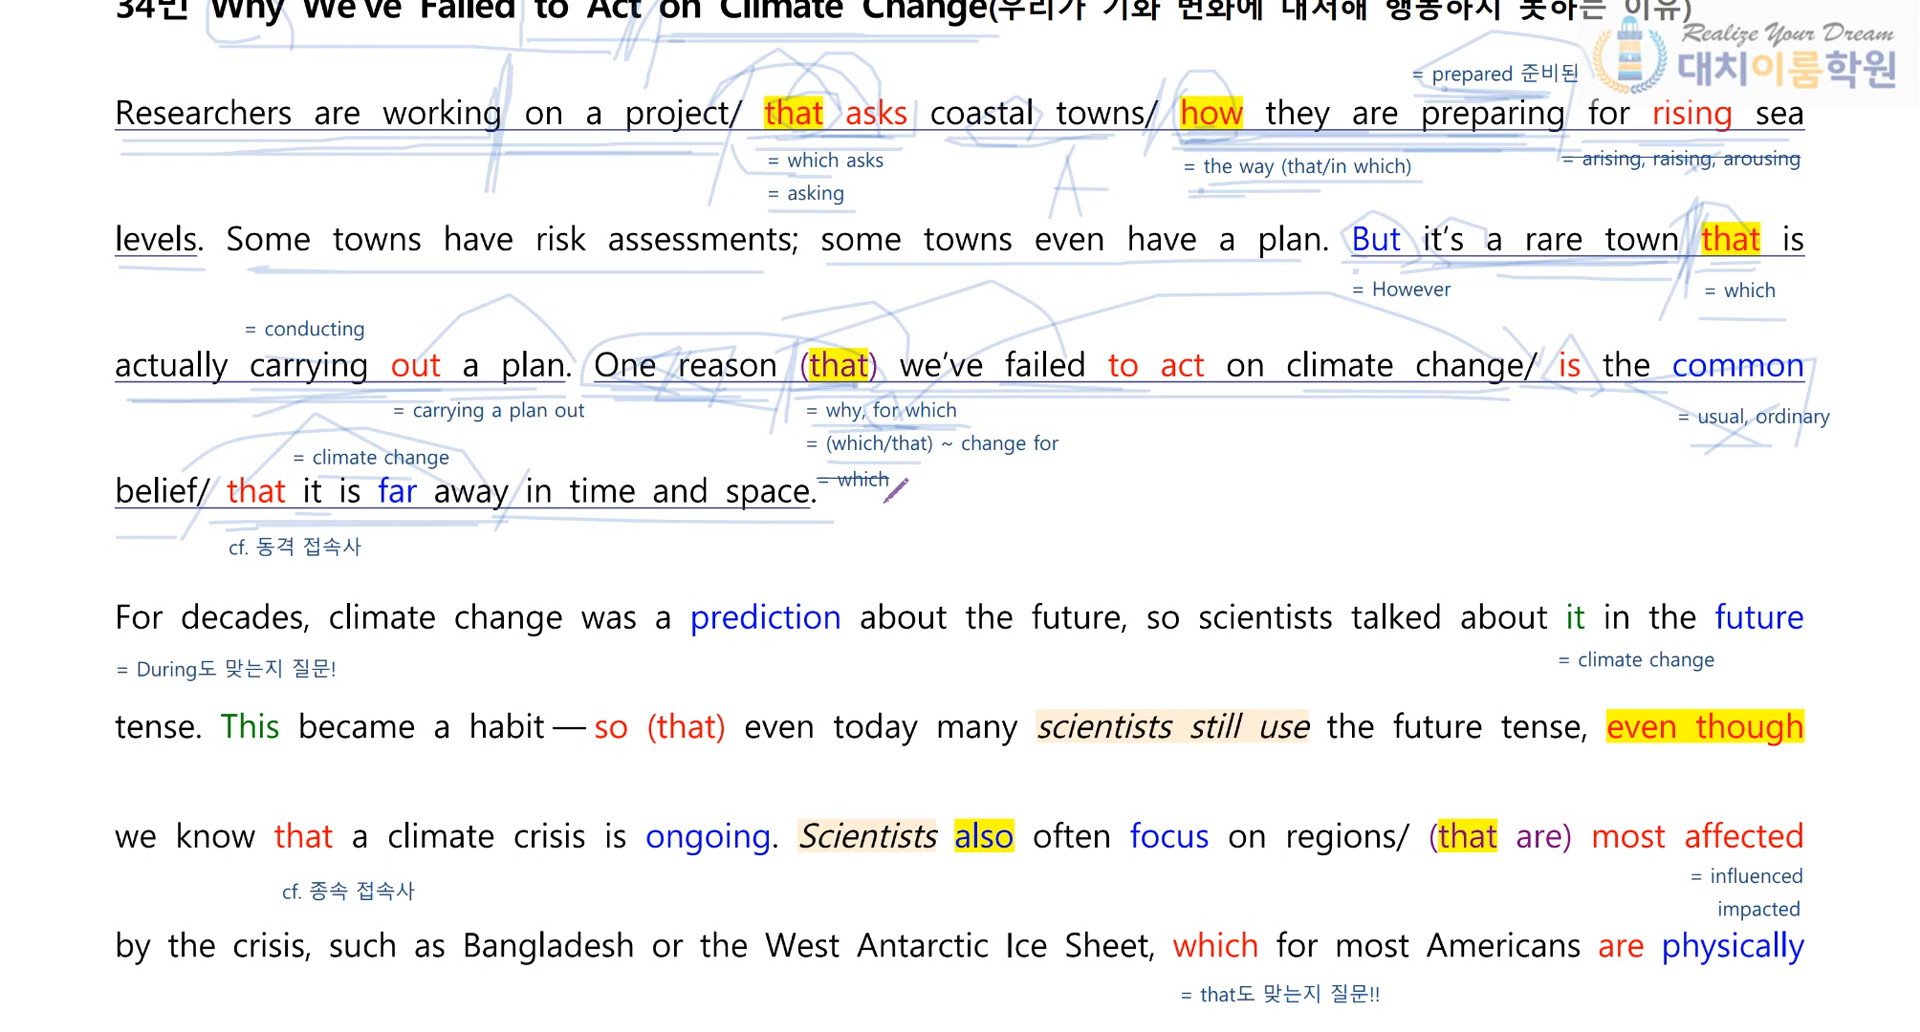 34번 Why We've Failed to Act on Climate Change(우리가 기화 변화에 대처해 행동하지 못하는 이유)
Realize Your Dream
대치이룸학원
= prepared 준비된
Researchers are working on a project/ that asks coastal towns/ how they are preparing for rising sea
= which asks
= the way (that/in which)
= arising, raising, arousing
= asking
levels. Some towns have risk assessments; some towns even have a plan. But it's a rare town that is
= However
= which
= conducting
actually carrying out a plan. One reason (that) we've failed to act on climate change/ is the common
= carrying a plan out
= why, for which
= usual, ordinary
= (which/that) ~ change for
= climate change
= which
belief/ that it is far away in time and space.
cf. 동격 접속사
For decades, climate change was a prediction about the future, so scientists talked about it in the future
= During도 맞는지 질문!
= climate change
tense. This became a habit — so (that) even today many scientists still use the future tense, even though
we know that a climate crisis is ongoing. Scientists also often focus on regions/ (that are) most affected
cf. 종속 접속사
= influenced
impacted
by the crisis, such as Bangladesh or the West Antarctic Ice Sheet, which for most Americans are physically
= that도 맞는지 질문!!